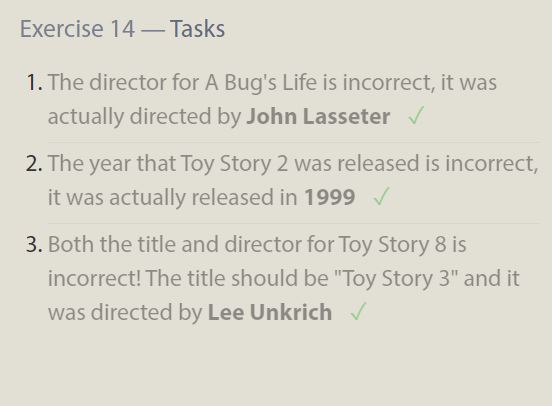 Exercise 14 — Tasks
1. The director for A Bug's Life is incorrect, it was
actually directed by John Lasseter ✓
2. The year that Toy Story 2 was released is incorrect,
it was actually released in 1999 ✓
3. Both the title and director for Toy Story 8 is
incorrect! The title should be "Toy Story 3" and it
was directed by Lee Unkrich ✓